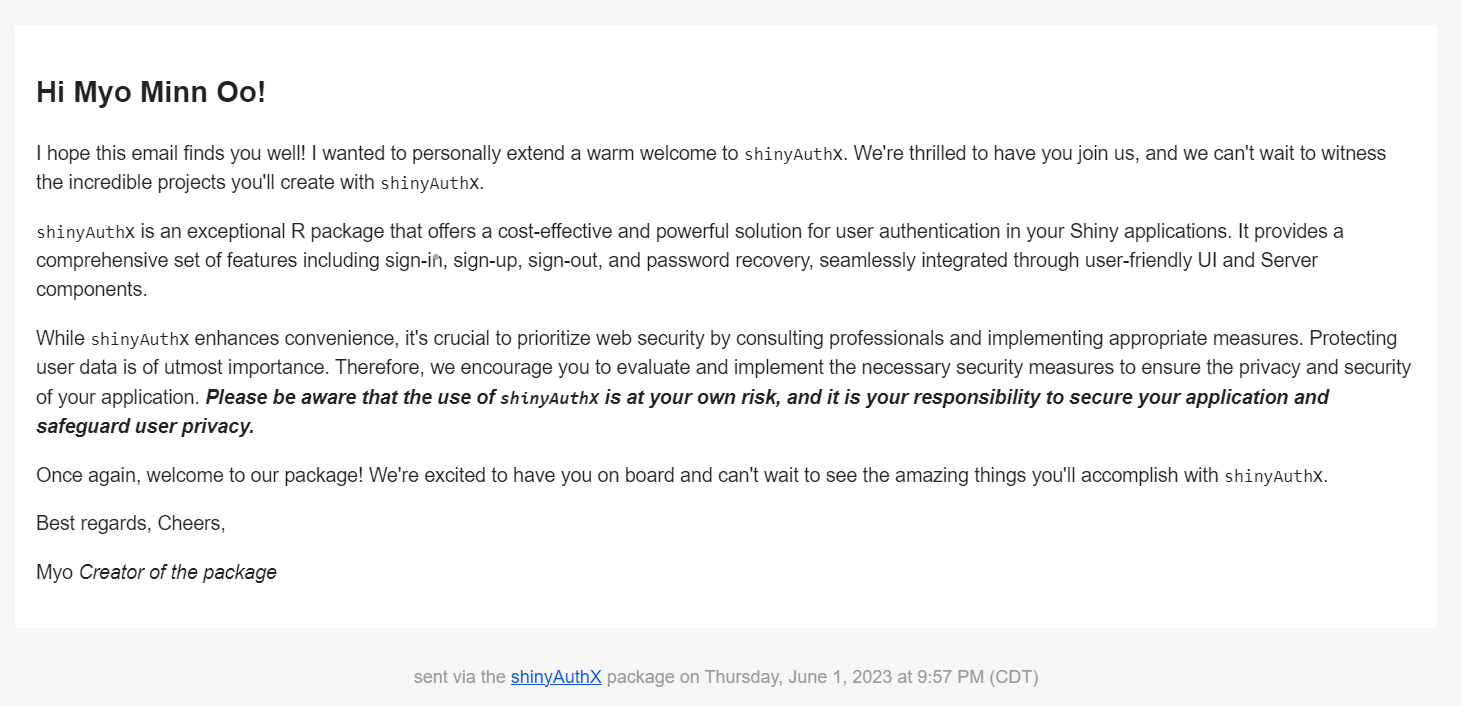 Hi Myo Minn Oo!
I hope this email finds you well! I wanted to personally extend a warm welcome to shinyAuthX. We're thrilled to have you join us, and we can't wait to witness
the incredible projects you'll create with shinyAuthX.
shinyAuthX is an exceptional R package that offers a cost-effective and powerful solution for user authentication in your Shiny applications. It provides a
comprehensive set of features including sign-in, sign-up, sign-out, and password recovery, seamlessly integrated through user-friendly UI and Server
components.
While shinyAuthX enhances convenience, it's crucial to prioritize web security by consulting professionals and implementing appropriate measures. Protecting
user data is of utmost importance. Therefore, we encourage you to evaluate and implement the necessary security measures to ensure the privacy and security
of your application. Please be aware that the use of shinyAuthX is at your own risk, and it is your responsibility to secure your application and
safeguard user privacy.
Once again, welcome to our package! We're excited to have you on board and can't wait to see the amazing things you'll accomplish with shinyAuthX.
Best regards, Cheers,
Myo Creator of the package
sent via the shinyAuthX package on Thursday, June 1, 2023 at 9:57 PM (CDT)